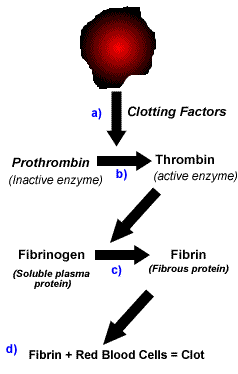 a) Clotting Factors
Prothrombin Thrombin
(Inactive enzyme) b) (active enzyme)
Fibrinogen Fibrin
(Soluble plasma protein) c) (Fibrous protein)
d) Fibrin + Red Blood Cells = Clot